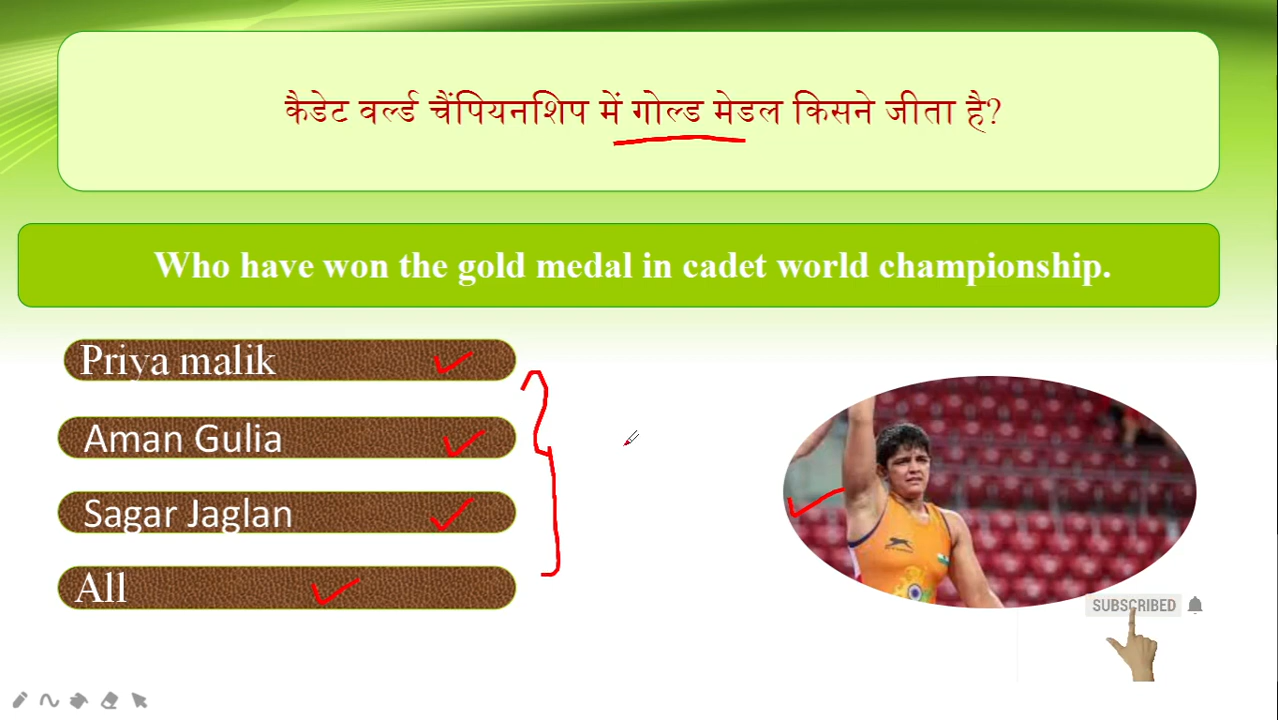 कैडेट वर्ल्ड चैंपियनशिप में गोल्ड मेडल किसने जीता है?
Who have won the gold medal in cadet world championship.
Priya malik
Aman Gulia
Sagar Jaglan
All
SUBSCRIBED